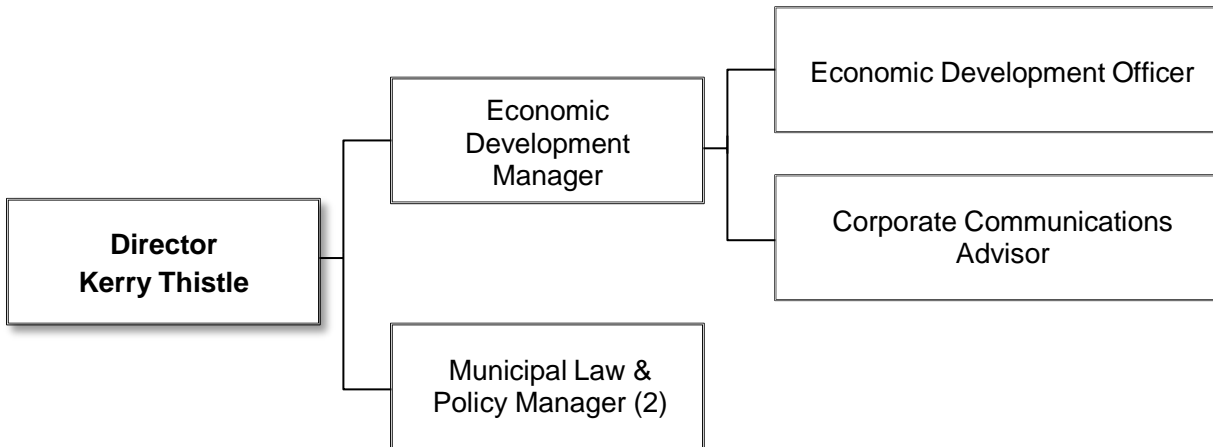 Director
Kerry Thistle
Economic
Development
Manager
Municipal Law &
Policy Manager (2)
Economic Development Officer
Corporate Communications
Advisor